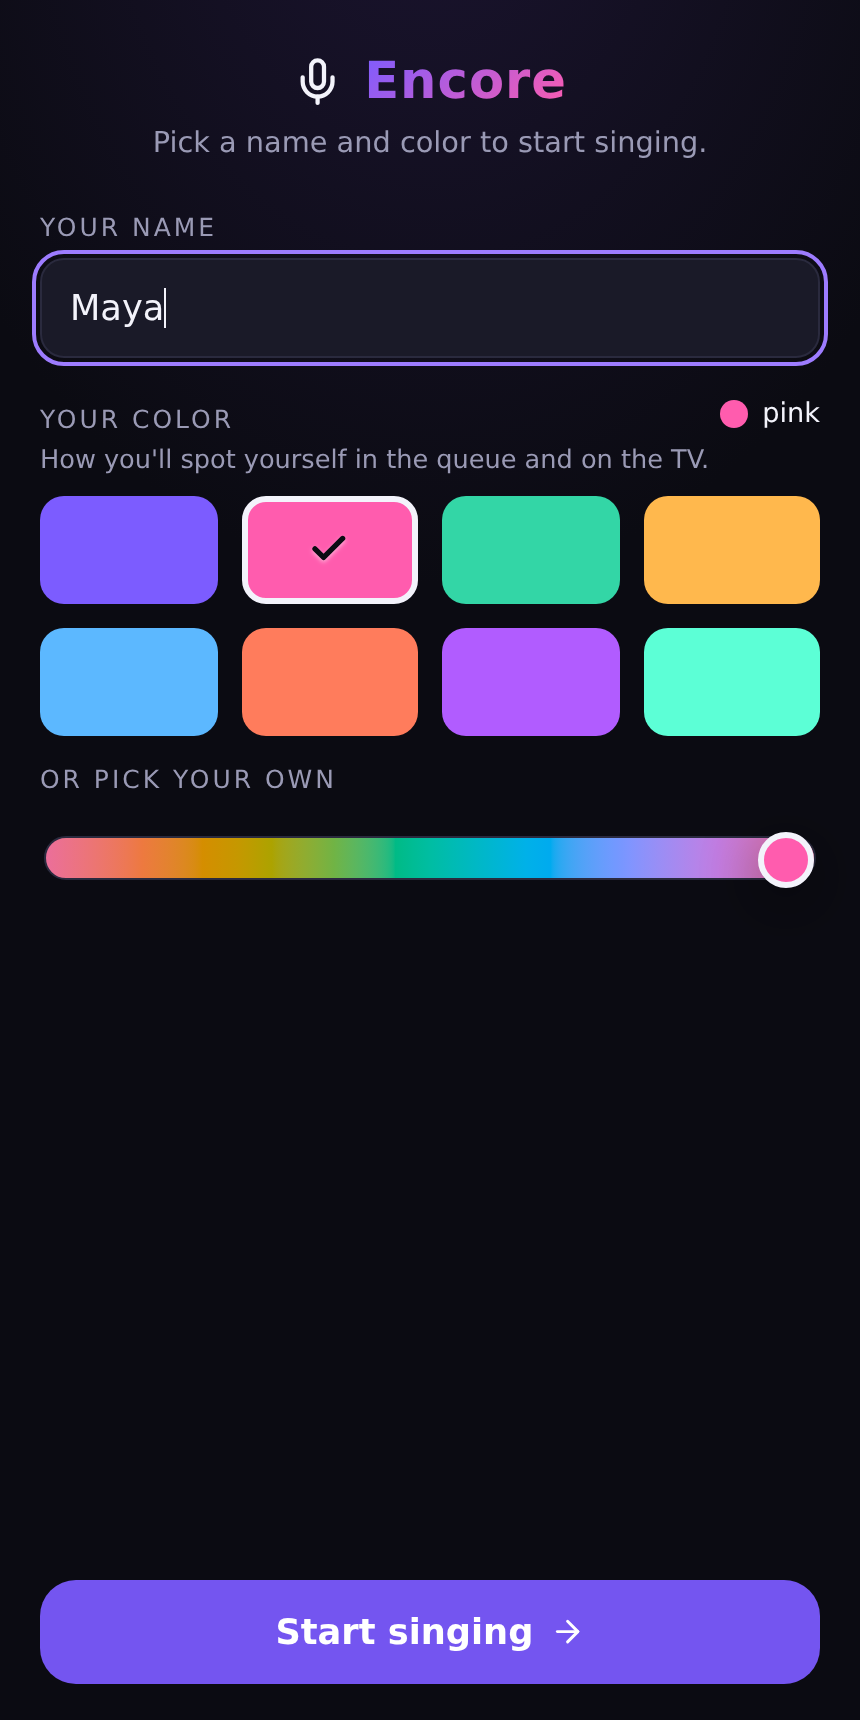 Encore
Pick a name and color to start singing.
YOUR NAME
Maya
YOUR COLOR
pink
How you'll spot yourself in the queue and on the TV.
OR PICK YOUR OWN
Start singing →